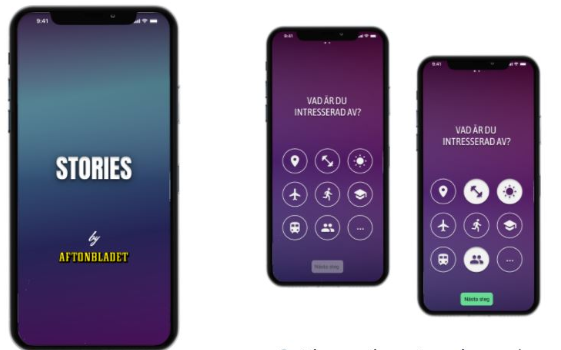 9:41
STORIES
by
AFTONBLADET
9:41
VAD ÄR DU
INTRESSERAD AV?
Nästa steg
9:41
VAD ÄR DU
INTRESSERAD AV?
Nästa steg